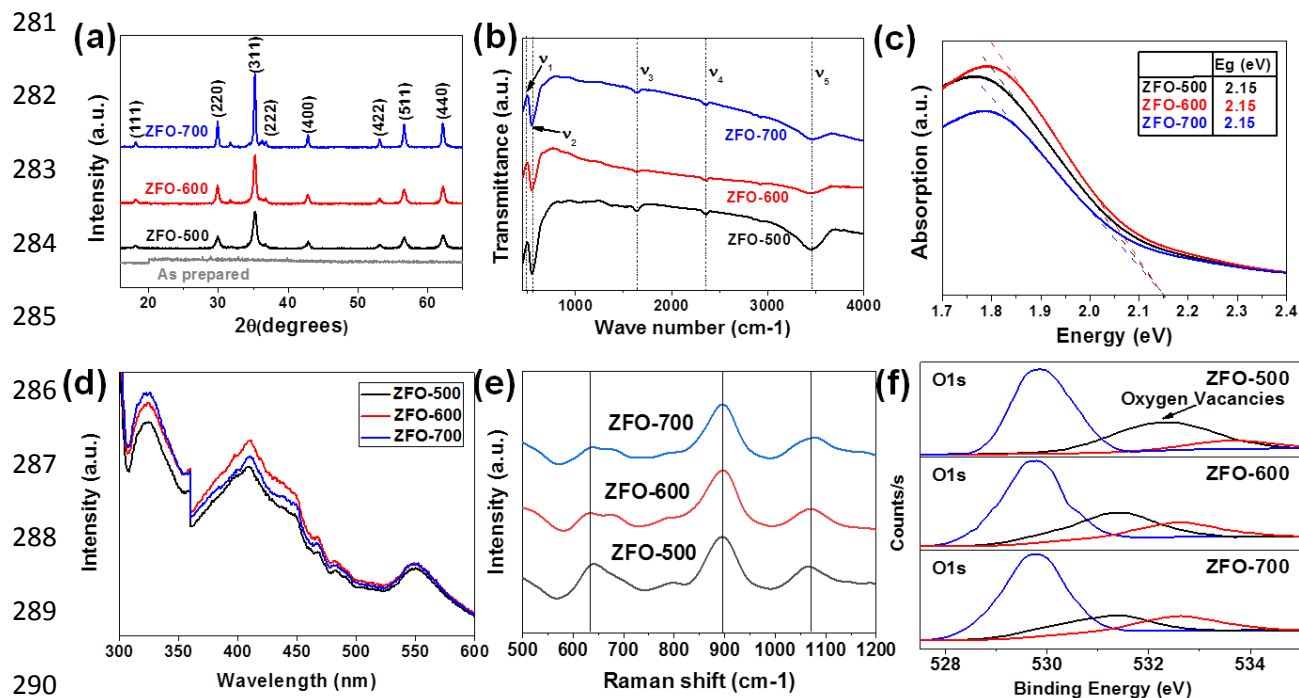 281
282
283
284
285
286
287
288
289
290
(a)
Intensity (a.u.)
(111)
(220)
(311)
(222)
(400)
(422)
(511)
(440)
ZFO-700
ZFO-600
ZFO-500
As prepared
20 30 40 50 60
2θ(degrees)
(b)
Transmittance (a.u.)
ν1
ν2
ν3
ν4
ν5
ZFO-700
ZFO-600
ZFO-500
1000 2000 3000 4000
Wave number (cm-1)
(c)
Absorption (a.u.)
Eg (eV)
ZFO-500 2.15
ZFO-600 2.15
ZFO-700 2.15
1.7 1.8 1.9 2.0 2.1 2.2 2.3 2.4
Energy (eV)
(d)
Intensity (a.u.)
ZFO-500
ZFO-600
ZFO-700
300 350 400 450 500 550 600
Wavelength (nm)
(e)
Intensity (a.u.)
ZFO-700
ZFO-600
ZFO-500
500 600 700 800 900 1000 1100 1200
Raman shift (cm-1)
(f)
Counts/s
O1s ZFO-500
Oxygen Vacancies
O1s ZFO-600
O1s ZFO-700
528 530 532 534
Binding Energy (eV)